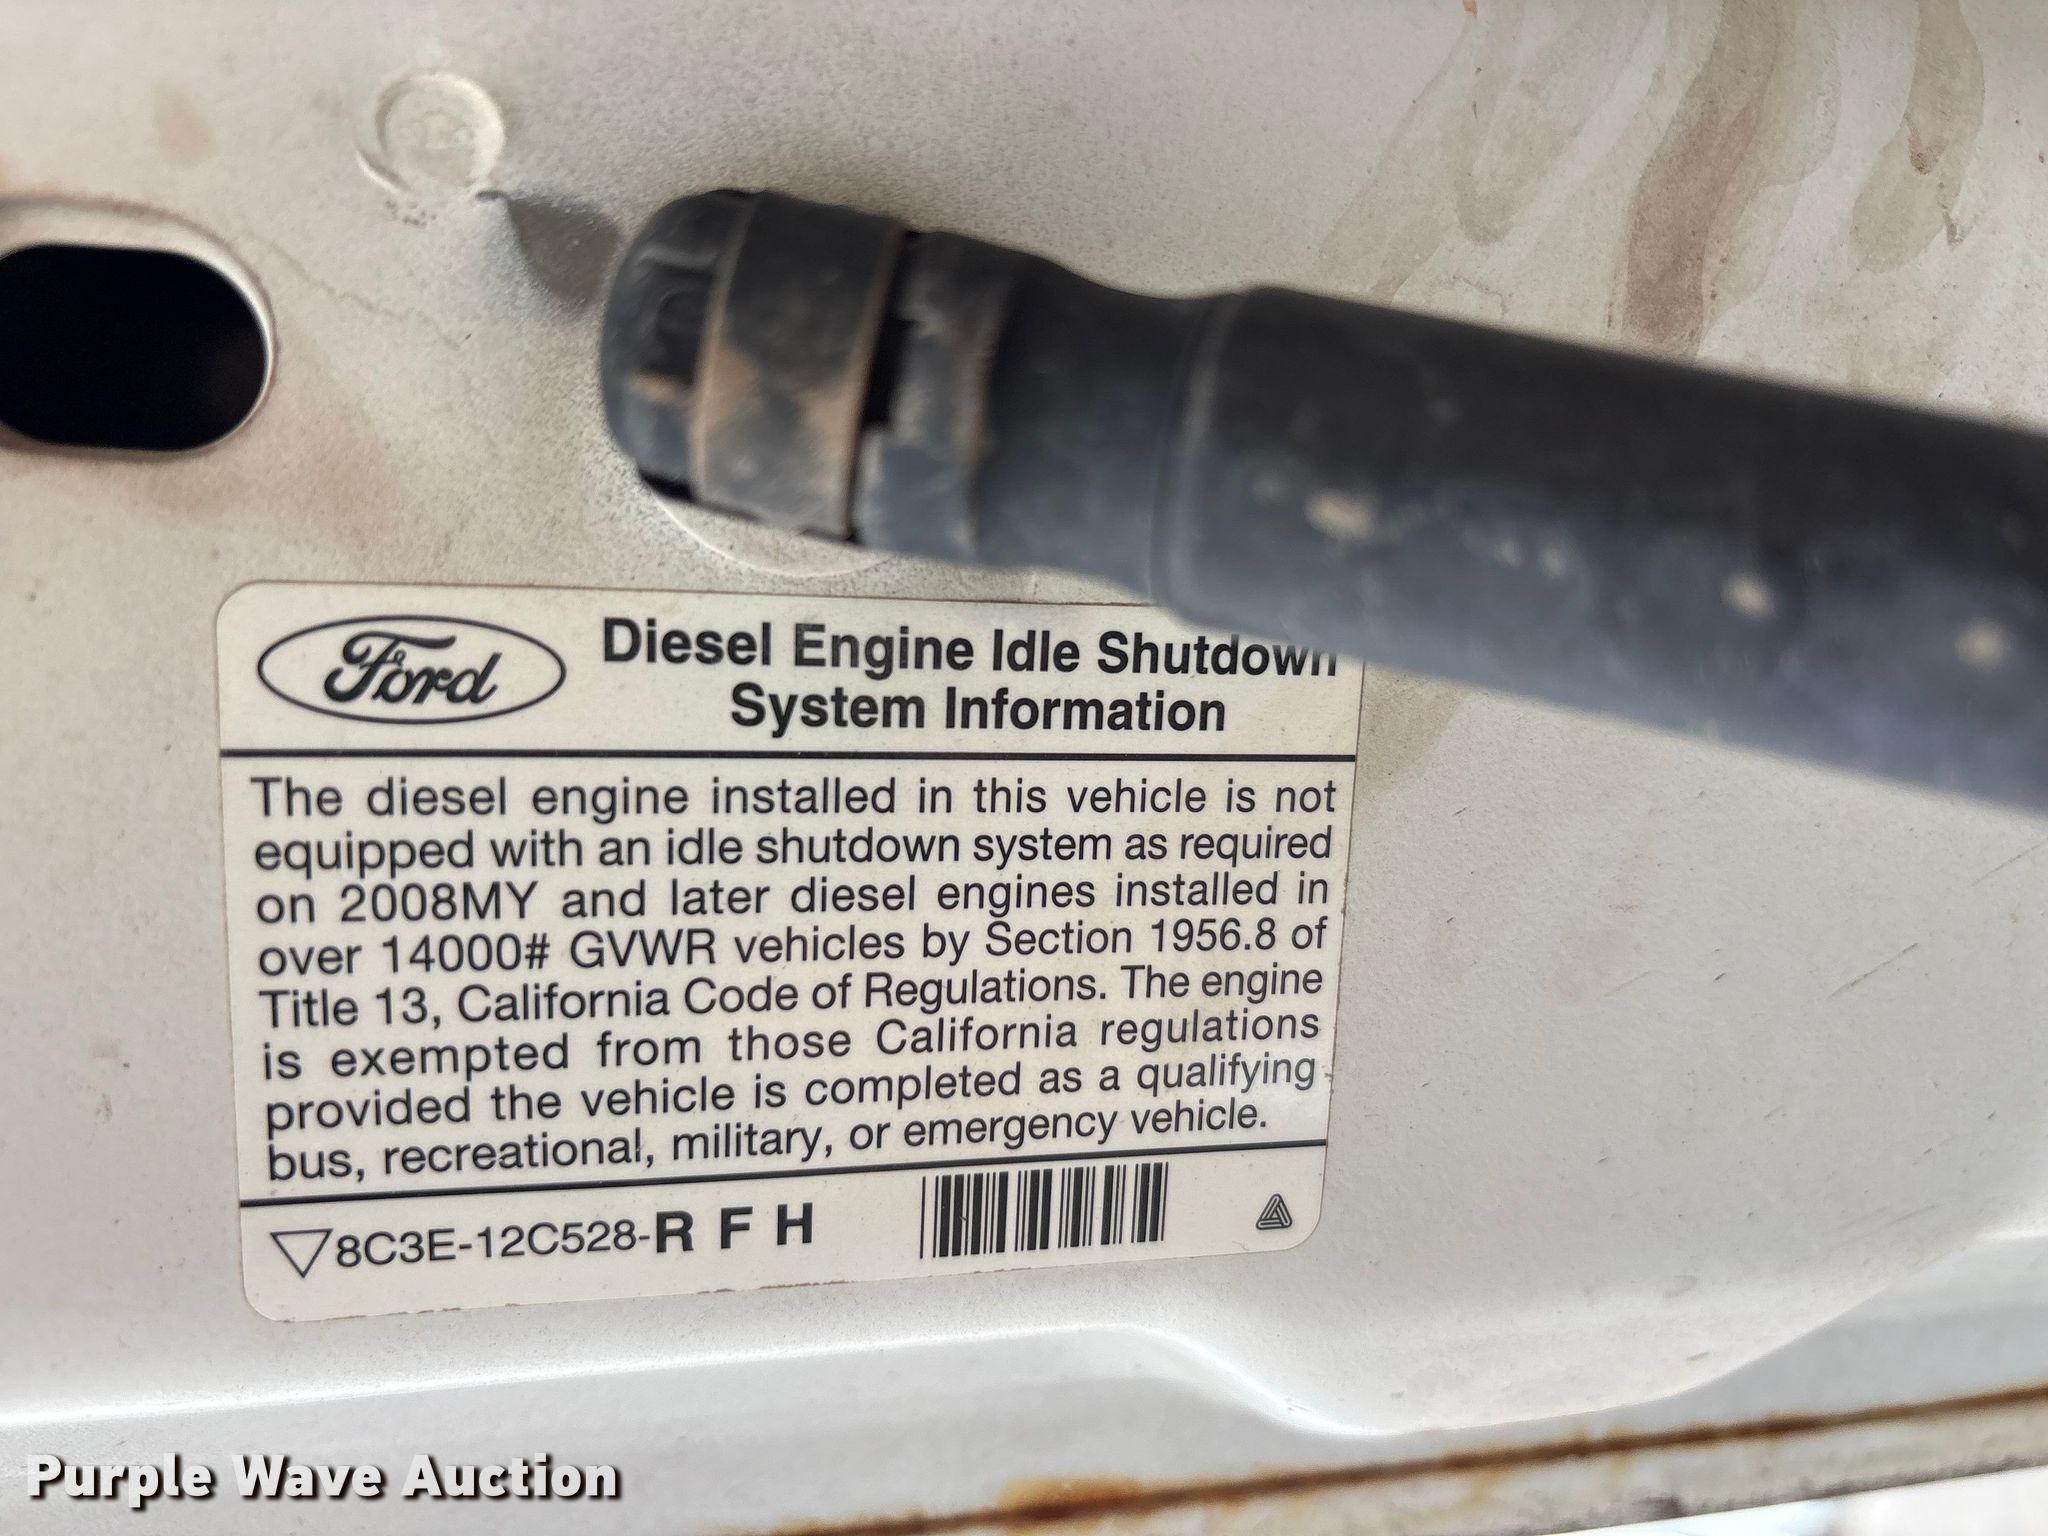 Ford
Diesel Engine Idle Shutdown
System Information
The diesel engine installed in this vehicle is not
equipped with an idle shutdown system as required
on 2008MY and later diesel engines installed in
over 14000# GVWR vehicles by Section 1956.8 of
Title 13, California Code of Regulations. The engine
is exempted from those California regulations
provided the vehicle is completed as a qualifying
bus, recreational, military, or emergency vehicle.
8C3E-12C528-R F H
Purple Wave Auction